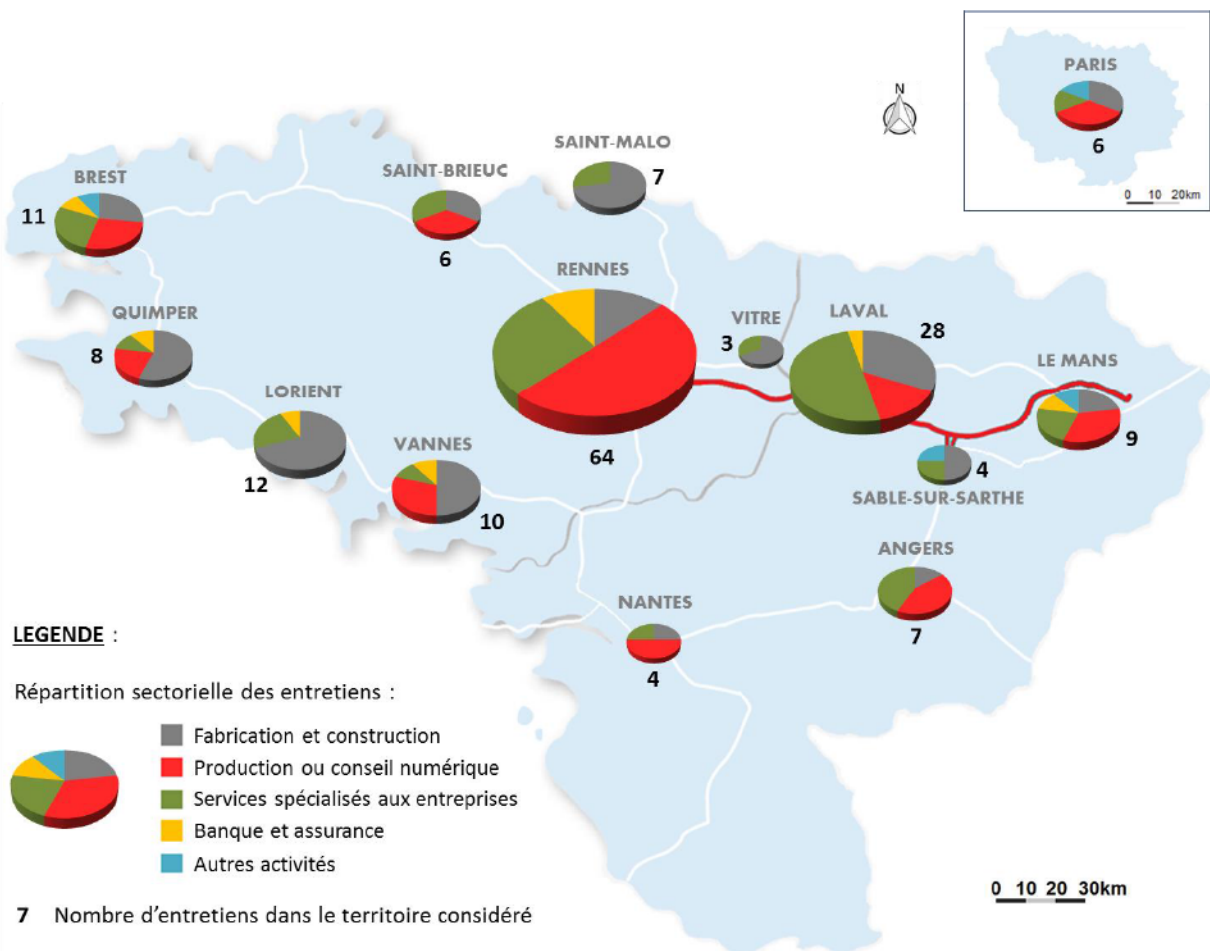 PARIS
6
0 10 20km
N
SAINT-MALO
7
SAINT-BRIEUC
6
BREST
11
RENNES
64
QUIMPER
8
VITRE
3
LAVAL
28
LE MANS
9
LORIENT
12
VANNES
10
4
SABLE-SUR-SARTHE
ANGERS
7
NANTES
4
LEGENDE :
Répartition sectorielle des entretiens :
Fabrication et construction
Production ou conseil numérique
Services spécialisés aux entreprises
Banque et assurance
Autres activités
7 Nombre d'entretiens dans le territoire considéré
0 10 20 30km